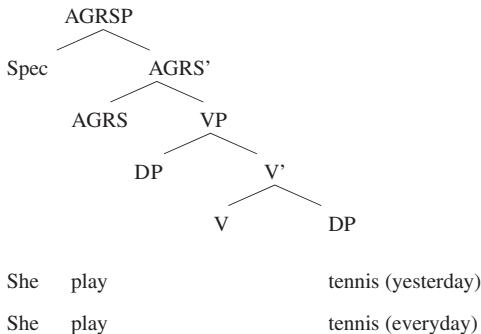 AGRSP
Spec AGRS’
AGRS VP
DP V’
V DP
She play tennis (yesterday)
She play tennis (everyday)